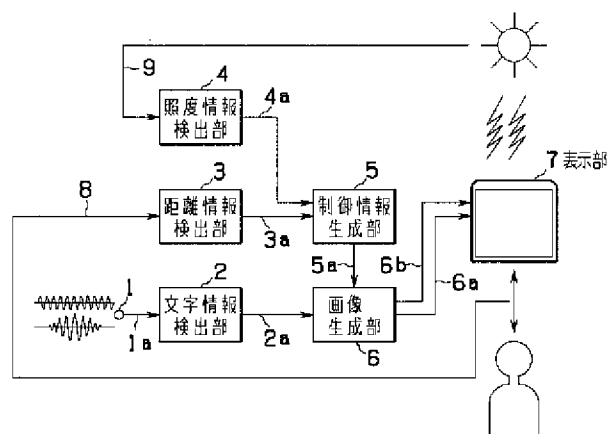 9
4
照度情報
検出部
4a
7 表示部
8
3
距離情報
検出部
3a
5
制御情報
生成部
5a
6b
6a
1
1a
2
文字情報
検出部
2a
画像
生成部
6